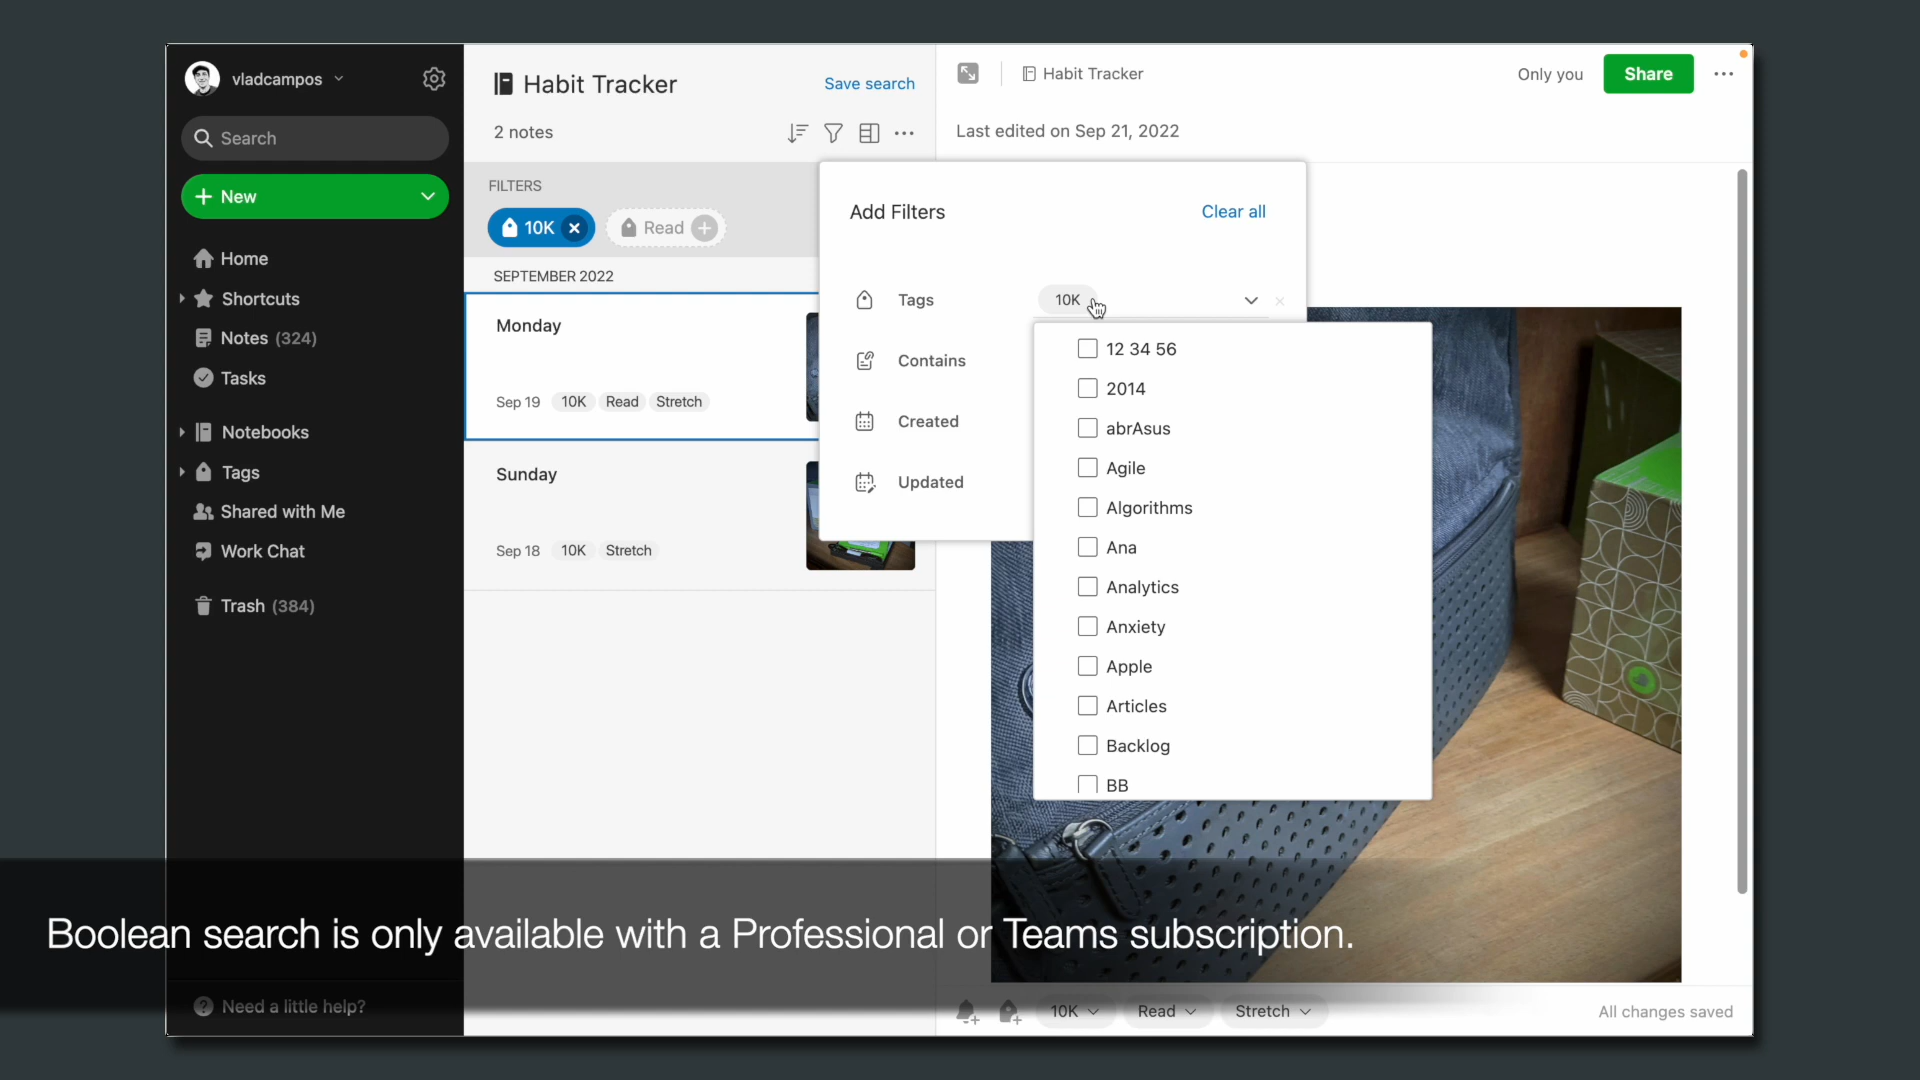 vladcampos
Search
New
Home
Shortcuts
Notes (324)
Tasks
Notebooks
Tags
Shared with Me
Work Chat
Trash (384)
Need a little help?
Habit Tracker
Save search
2 notes
FILTERS
10K
Read
SEPTEMBER 2022
Monday
Sep 19 10K Read Stretch
Sunday
Sep 18 10K Stretch
Habit Tracker
Only you
Share
Last edited on Sep 21, 2022
Add Filters
Clear all
Tags
10K
Contains
Created
Updated
12 34 56
2014
abrAsus
Agile
Algorithms
Ana
Analytics
Anxiety
Apple
Articles
Backlog
BB
Boolean search is only available with a Professional or Teams subscription.
10K
Read
Stretch
All changes saved